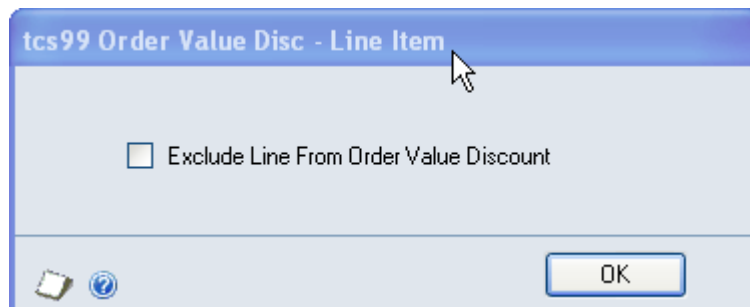 tcs99 Order Value Disc - Line Item
Exclude Line From Order Value Discount
OK